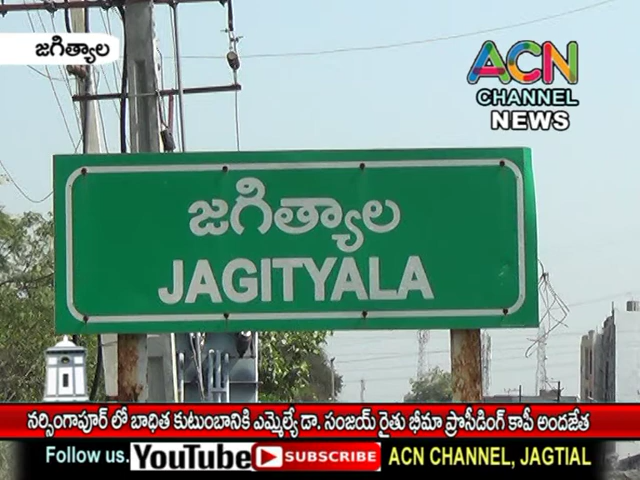 జగిత్యాల
ACN
CHANNEL
NEWS
జగిత్యాల
JAGITYALA
నర్సింగాపూర్ లో బాధిత కుటుంబానికి ఎమ్మెల్యే డా. సంజయ్ రైతు భీమా ప్రొసీడింగ్ కాపీ అందజేత
Follow us. YouTube SUBSCRIBE ACN CHANNEL, JAGTIAL